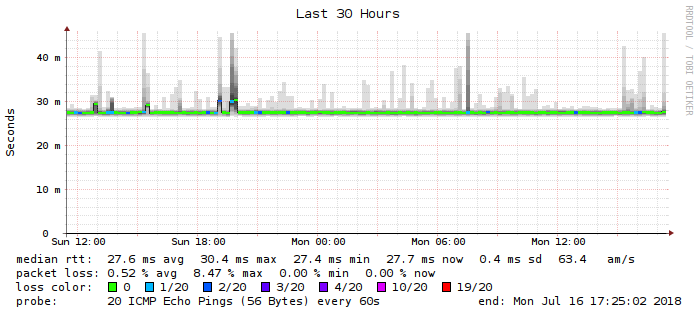 Last 30 Hours
RRDTOOL / TOBI OETIKER
Seconds
40 m
30 m
20 m
10 m
0
Sun 12:00 Sun 18:00 Mon 00:00 Mon 06:00 Mon 12:00
median rtt: 27.6 ms avg 30.4 ms max 27.4 ms min 27.7 ms now 0.4 ms sd 63.4 am/s
packet loss: 0.52 % avg 8.47 % max 0.00 % min 0.00 % now
loss color: 0 1/20 2/20 3/20 4/20 10/20 19/20
probe: 20 ICMP Echo Pings (56 Bytes) every 60s end: Mon Jul 16 17:25:02 2018